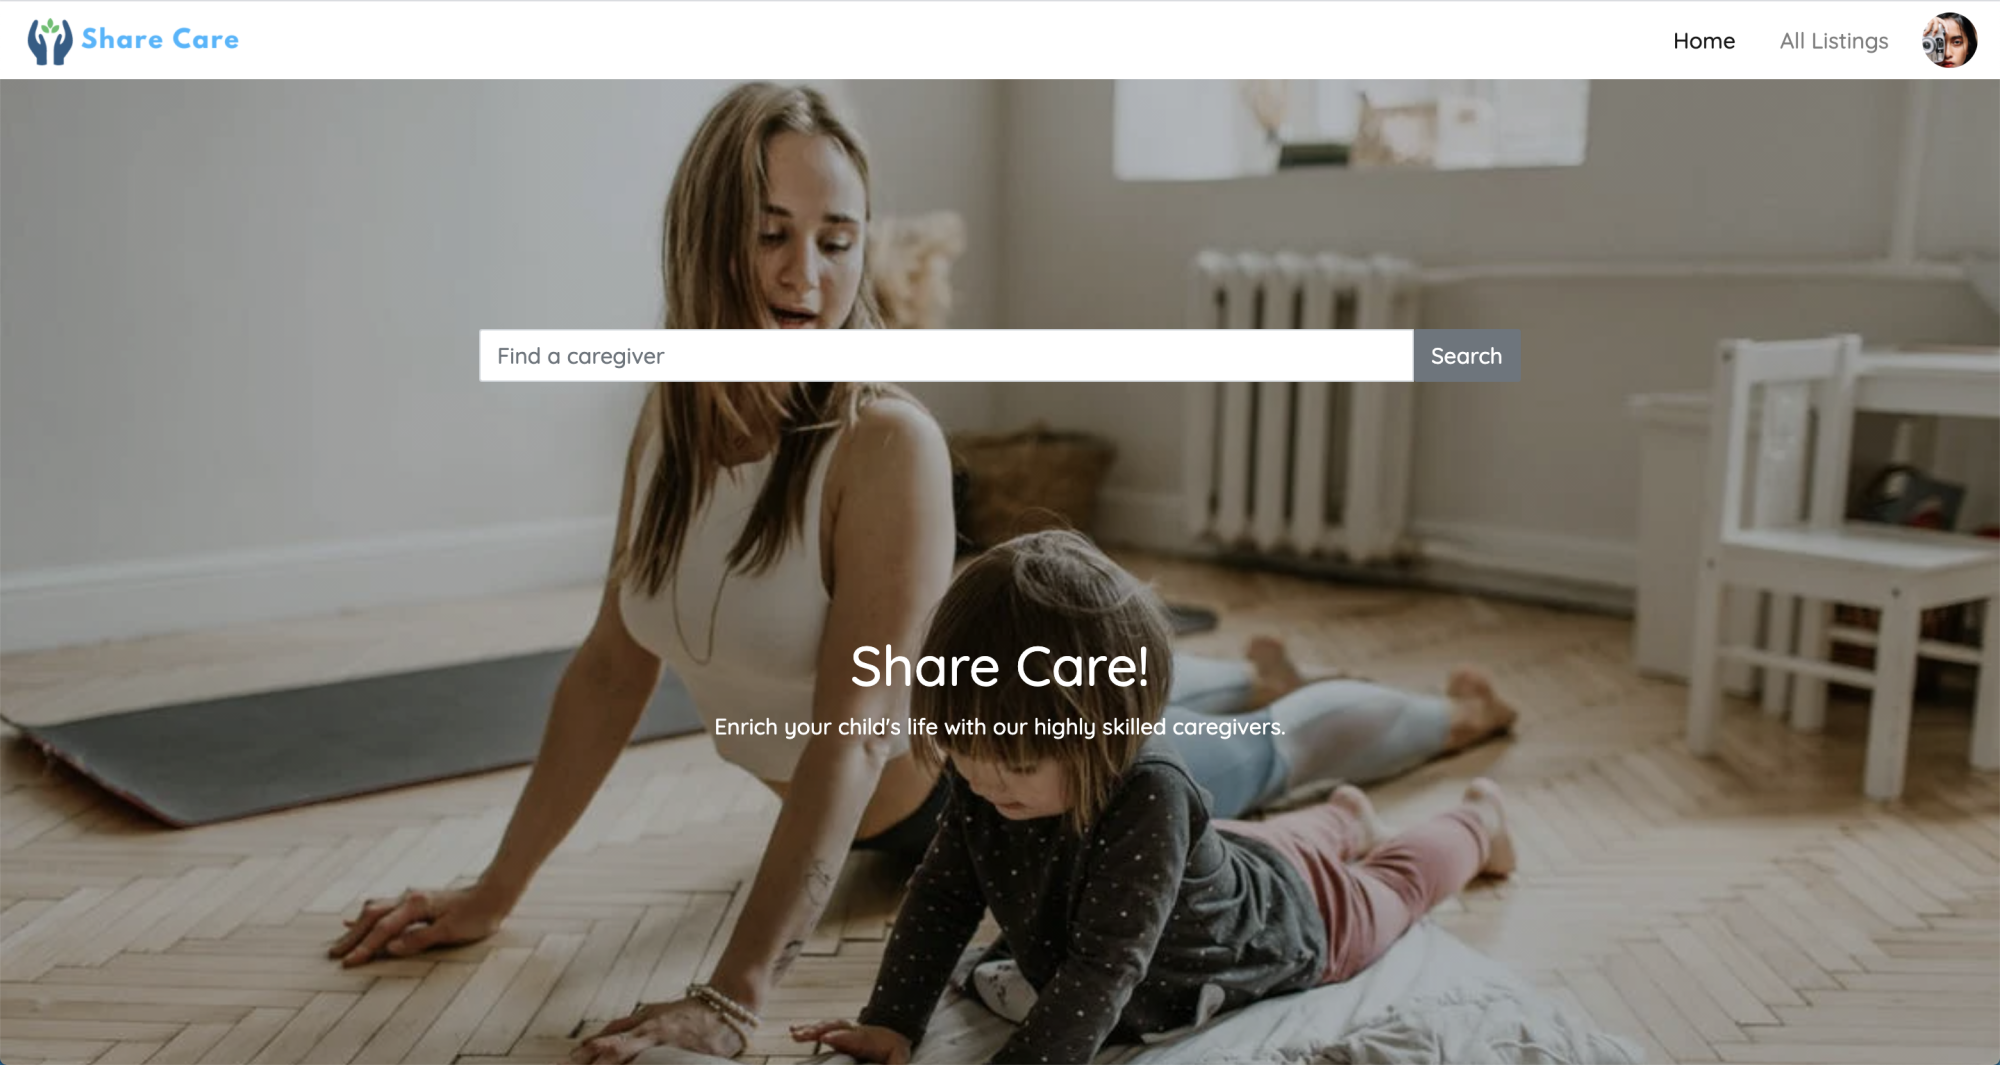 Share Care
Home
All Listings
Find a caregiver
Search
Share Care!
Enrich your child's life with our highly skilled caregivers.